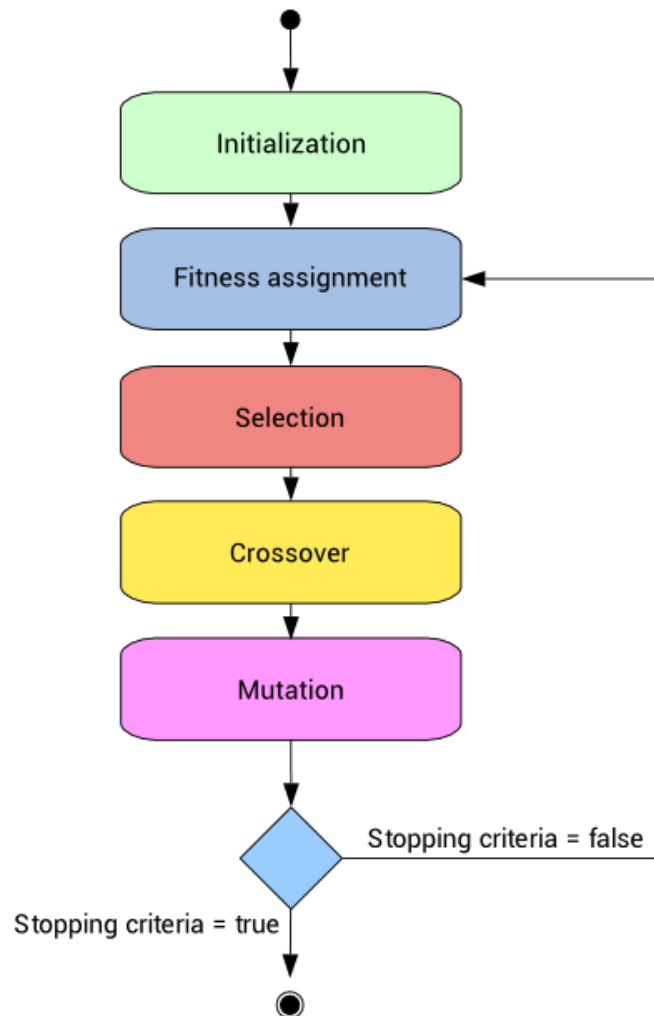 Initialization
Fitness assignment
Selection
Crossover
Mutation
Stopping criteria = false
Stopping criteria = true